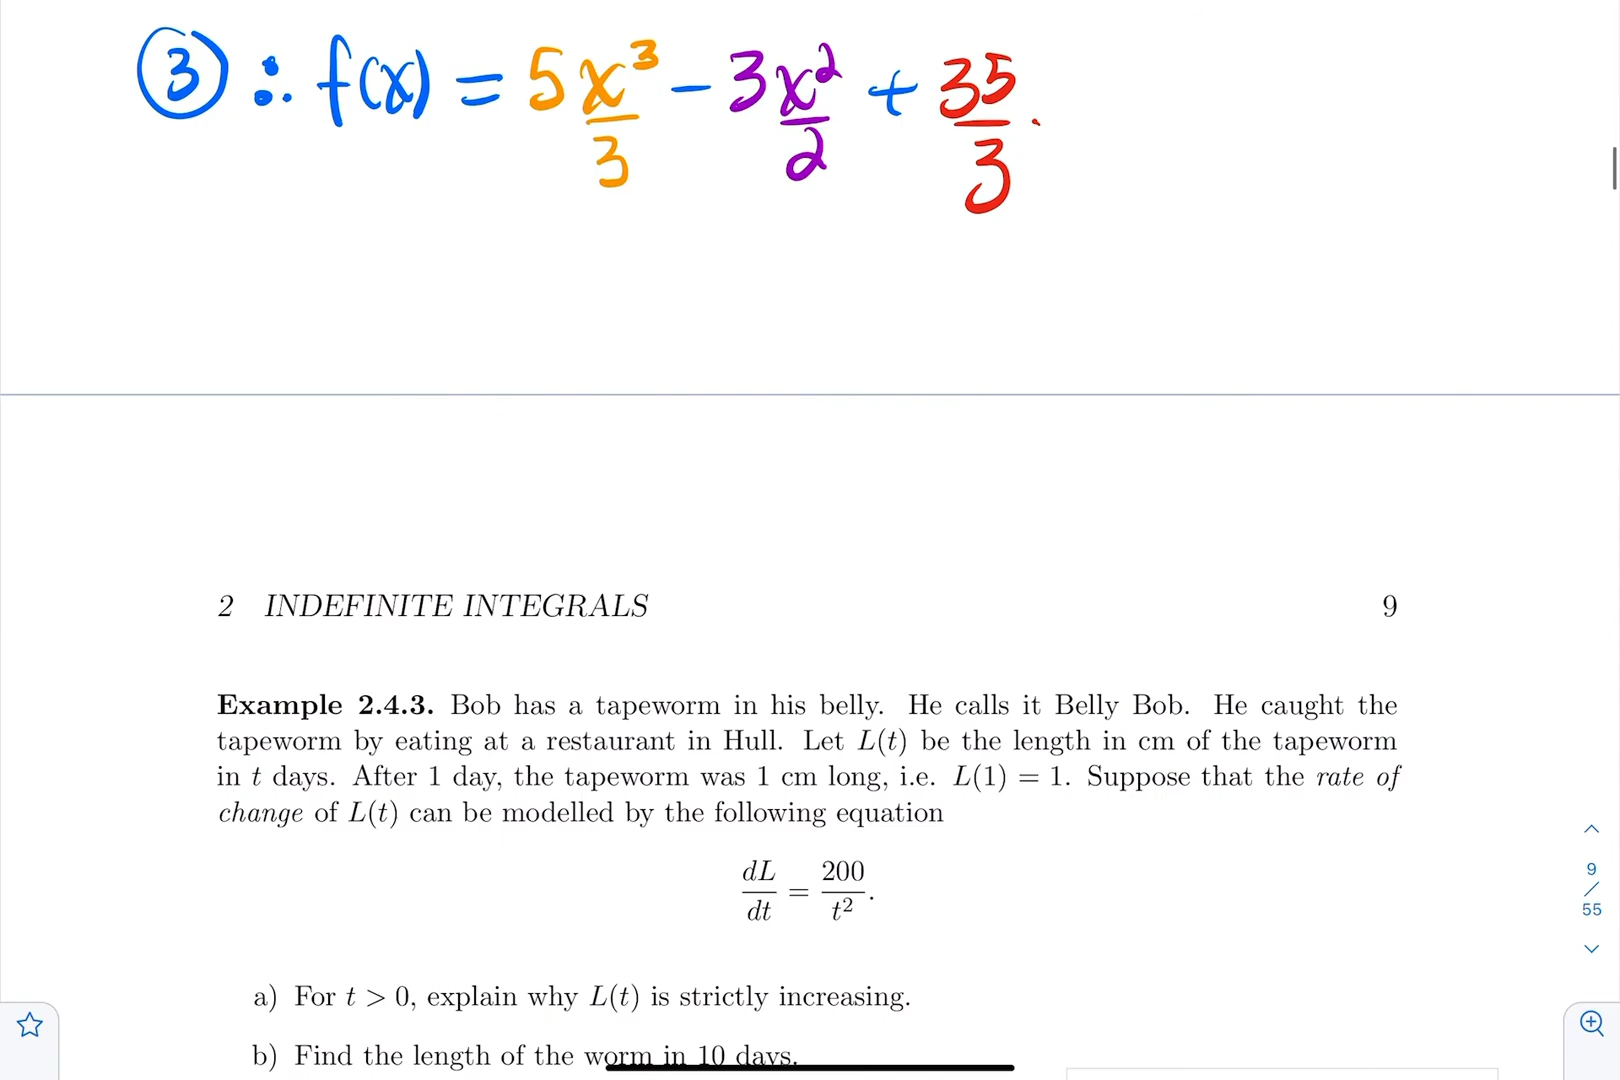 ③ ∴ f(x) = 5x³/3 - 3x²/2 + 35/3.
2 INDEFINITE INTEGRALS 9
Example 2.4.3. Bob has a tapeworm in his belly. He calls it Belly Bob. He caught the
tapeworm by eating at a restaurant in Hull. Let L(t) be the length in cm of the tapeworm
in t days. After 1 day, the tapeworm was 1 cm long, i.e. L(1) = 1. Suppose that the rate of
change of L(t) can be modelled by the following equation
dL/dt = 200/t².
a) For t > 0, explain why L(t) is strictly increasing.
b) Find the length of the worm in 10 days.
9
/
55